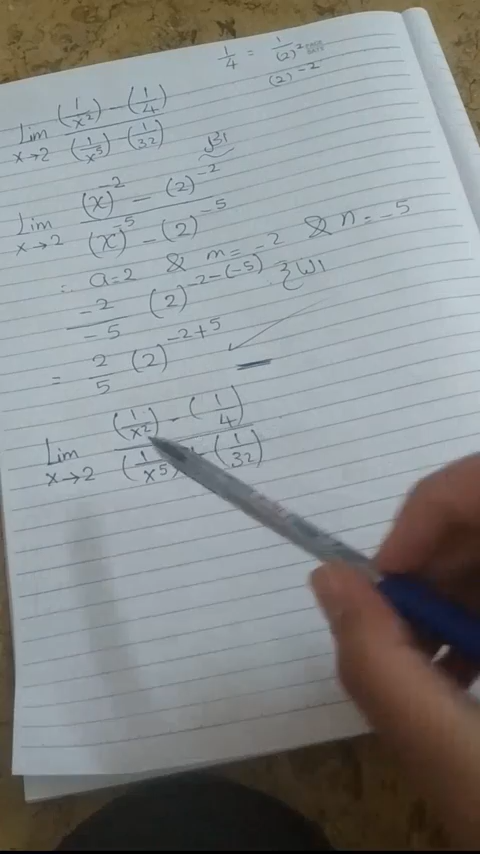 1/4 = 1/(2)²
(2)⁻²
Lim x→2 ((1/x²) − (1/4)) / ((1/x⁵) − (1/32))
Lim x→2 ((x)⁻² − (2)⁻²) / ((x)⁻⁵ − (2)⁻⁵)
∴ a=2 & m= −2 & n= −5
−2/−5 (2)⁻²⁻⁽⁻⁵⁾
= 2/5 (2)⁻²⁺⁵
Lim x→2 ((1/x²) − (1/4)) / ((1/x⁵) − (1/32))